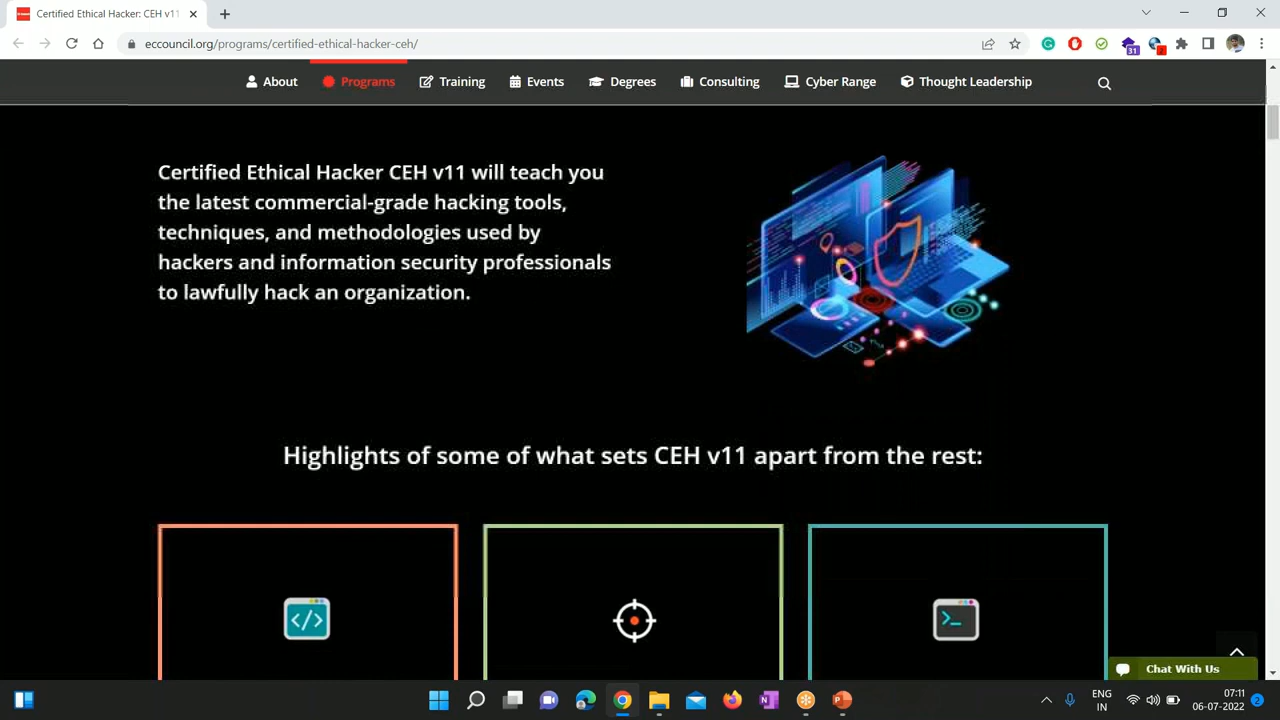 Certified Ethical Hacker: CEH v11
eccouncil.org/programs/certified-ethical-hacker-ceh/
31
2
About
Programs
Training
Events
Degrees
Consulting
Cyber Range
Thought Leadership
Certified Ethical Hacker CEH v11 will teach you
the latest commercial-grade hacking tools,
techniques, and methodologies used by
hackers and information security professionals
to lawfully hack an organization.
Highlights of some of what sets CEH v11 apart from the rest:
Chat With Us
ENG
IN
07:11
06-07-2022
2